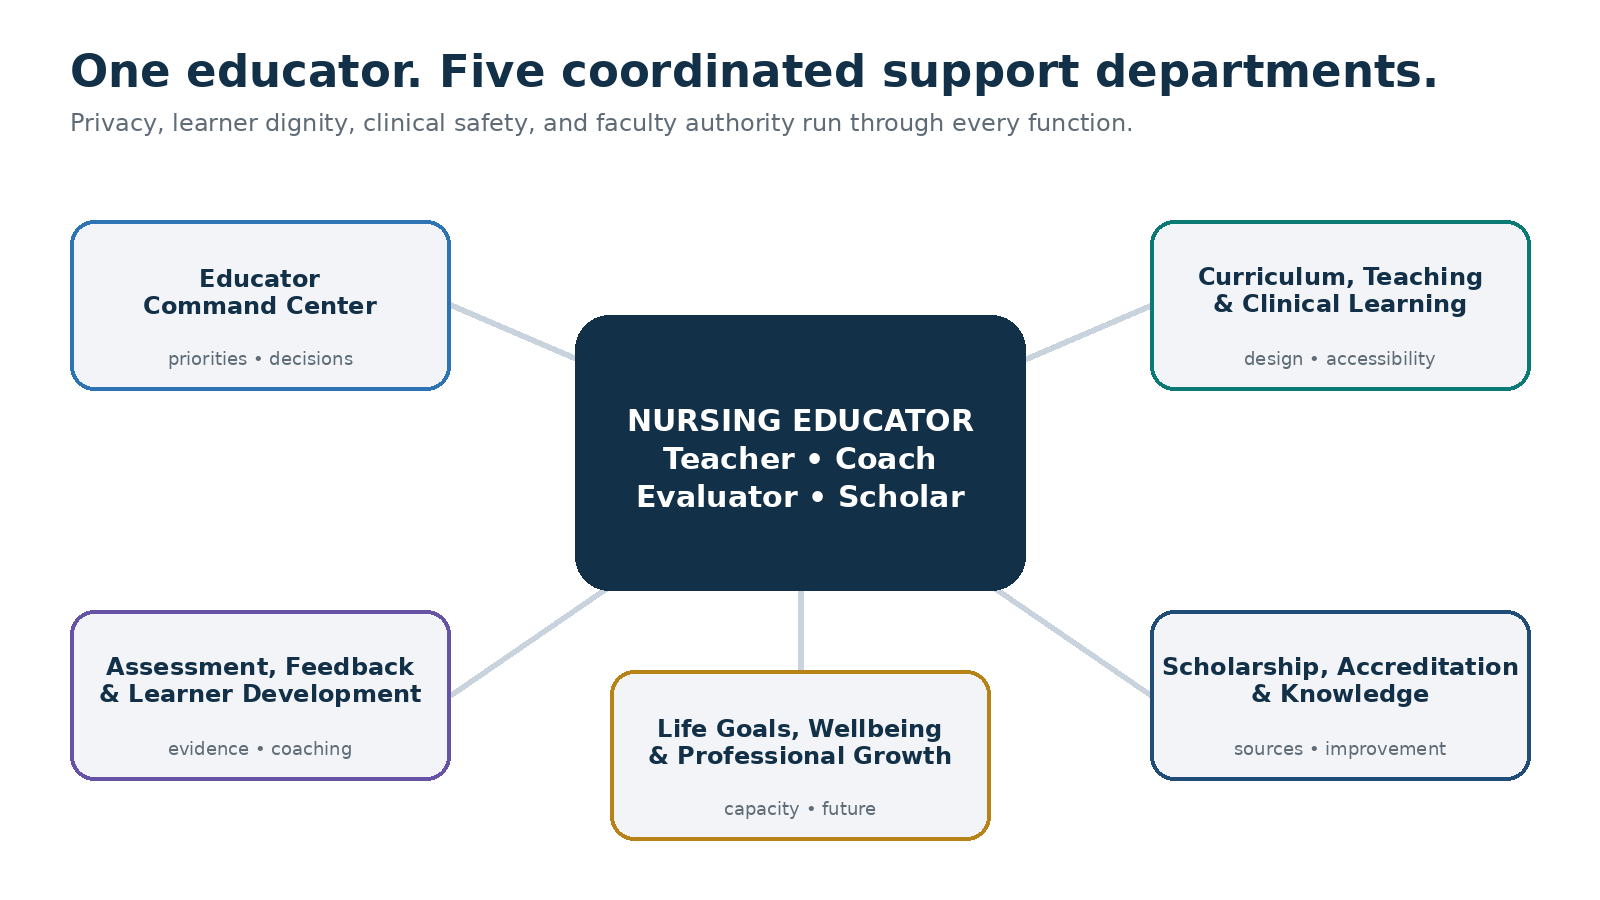 One educator. Five coordinated support departments.
Privacy, learner dignity, clinical safety, and faculty authority run through every function.
Educator
Command Center
priorities • decisions
Curriculum, Teaching
& Clinical Learning
design • accessibility
NURSING EDUCATOR
Teacher • Coach
Evaluator • Scholar
Assessment, Feedback
& Learner Development
evidence • coaching
Life Goals, Wellbeing
& Professional Growth
capacity • future
Scholarship, Accreditation
& Knowledge
sources • improvement